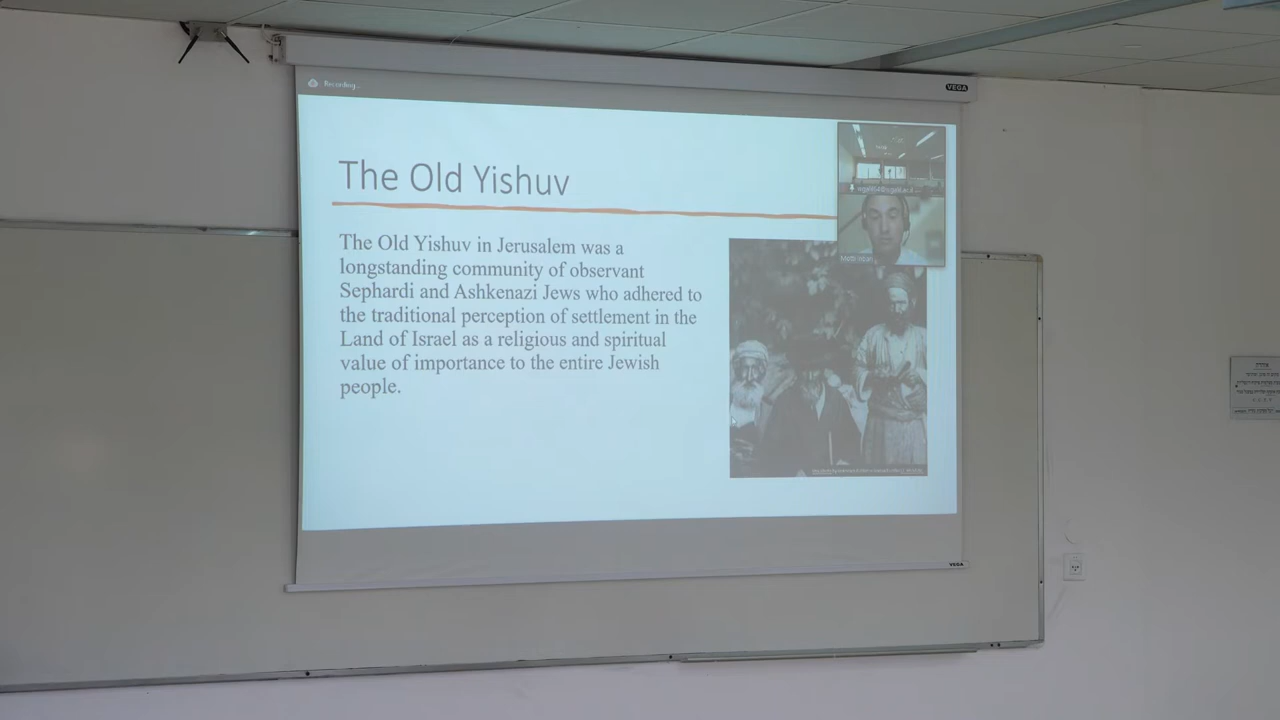 Recording...
VEGA
The Old Yishuv
The Old Yishuv in Jerusalem was a
longstanding community of observant
Sephardi and Ashkenazi Jews who adhered to
the traditional perception of settlement in the
Land of Israel as a religious and spiritual
value of importance to the entire Jewish
people.
VEGA